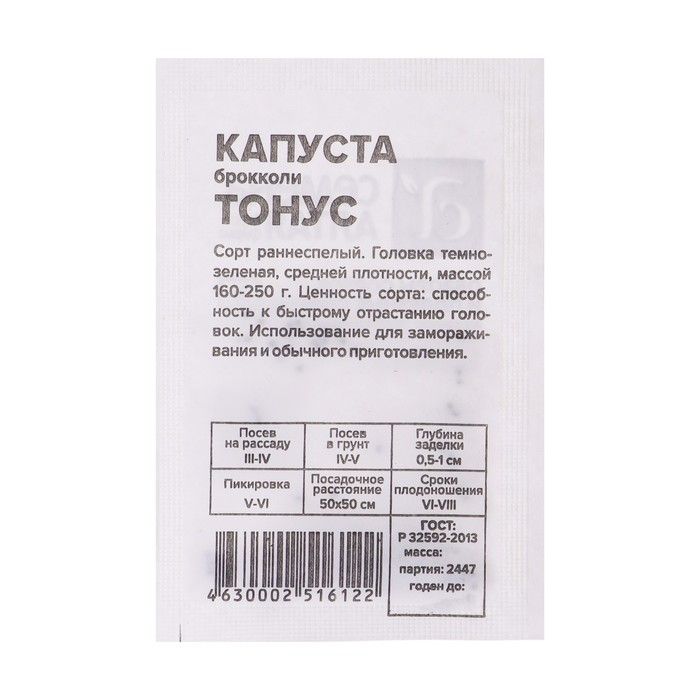 КАПУСТА
брокколи
ТОНУС
Сорт раннеспелый. Головка темно-
зеленая, средней плотности, массой
160-250 г. Ценность сорта: способ-
ность к быстрому отрастанию голо-
вок. Использование для заморажи-
вания и обычного приготовления.
Посев
на рассаду
III-IV
Посев
в грунт
IV-V
Глубина
заделки
0,5-1 см
Пикировка
V-VI
Посадочное
расстояние
50х50 см
Сроки
плодоношения
VI-VIII
ГОСТ:
Р 32592-2013
масса:
партия: 2447
годен до:
4 630002 516122